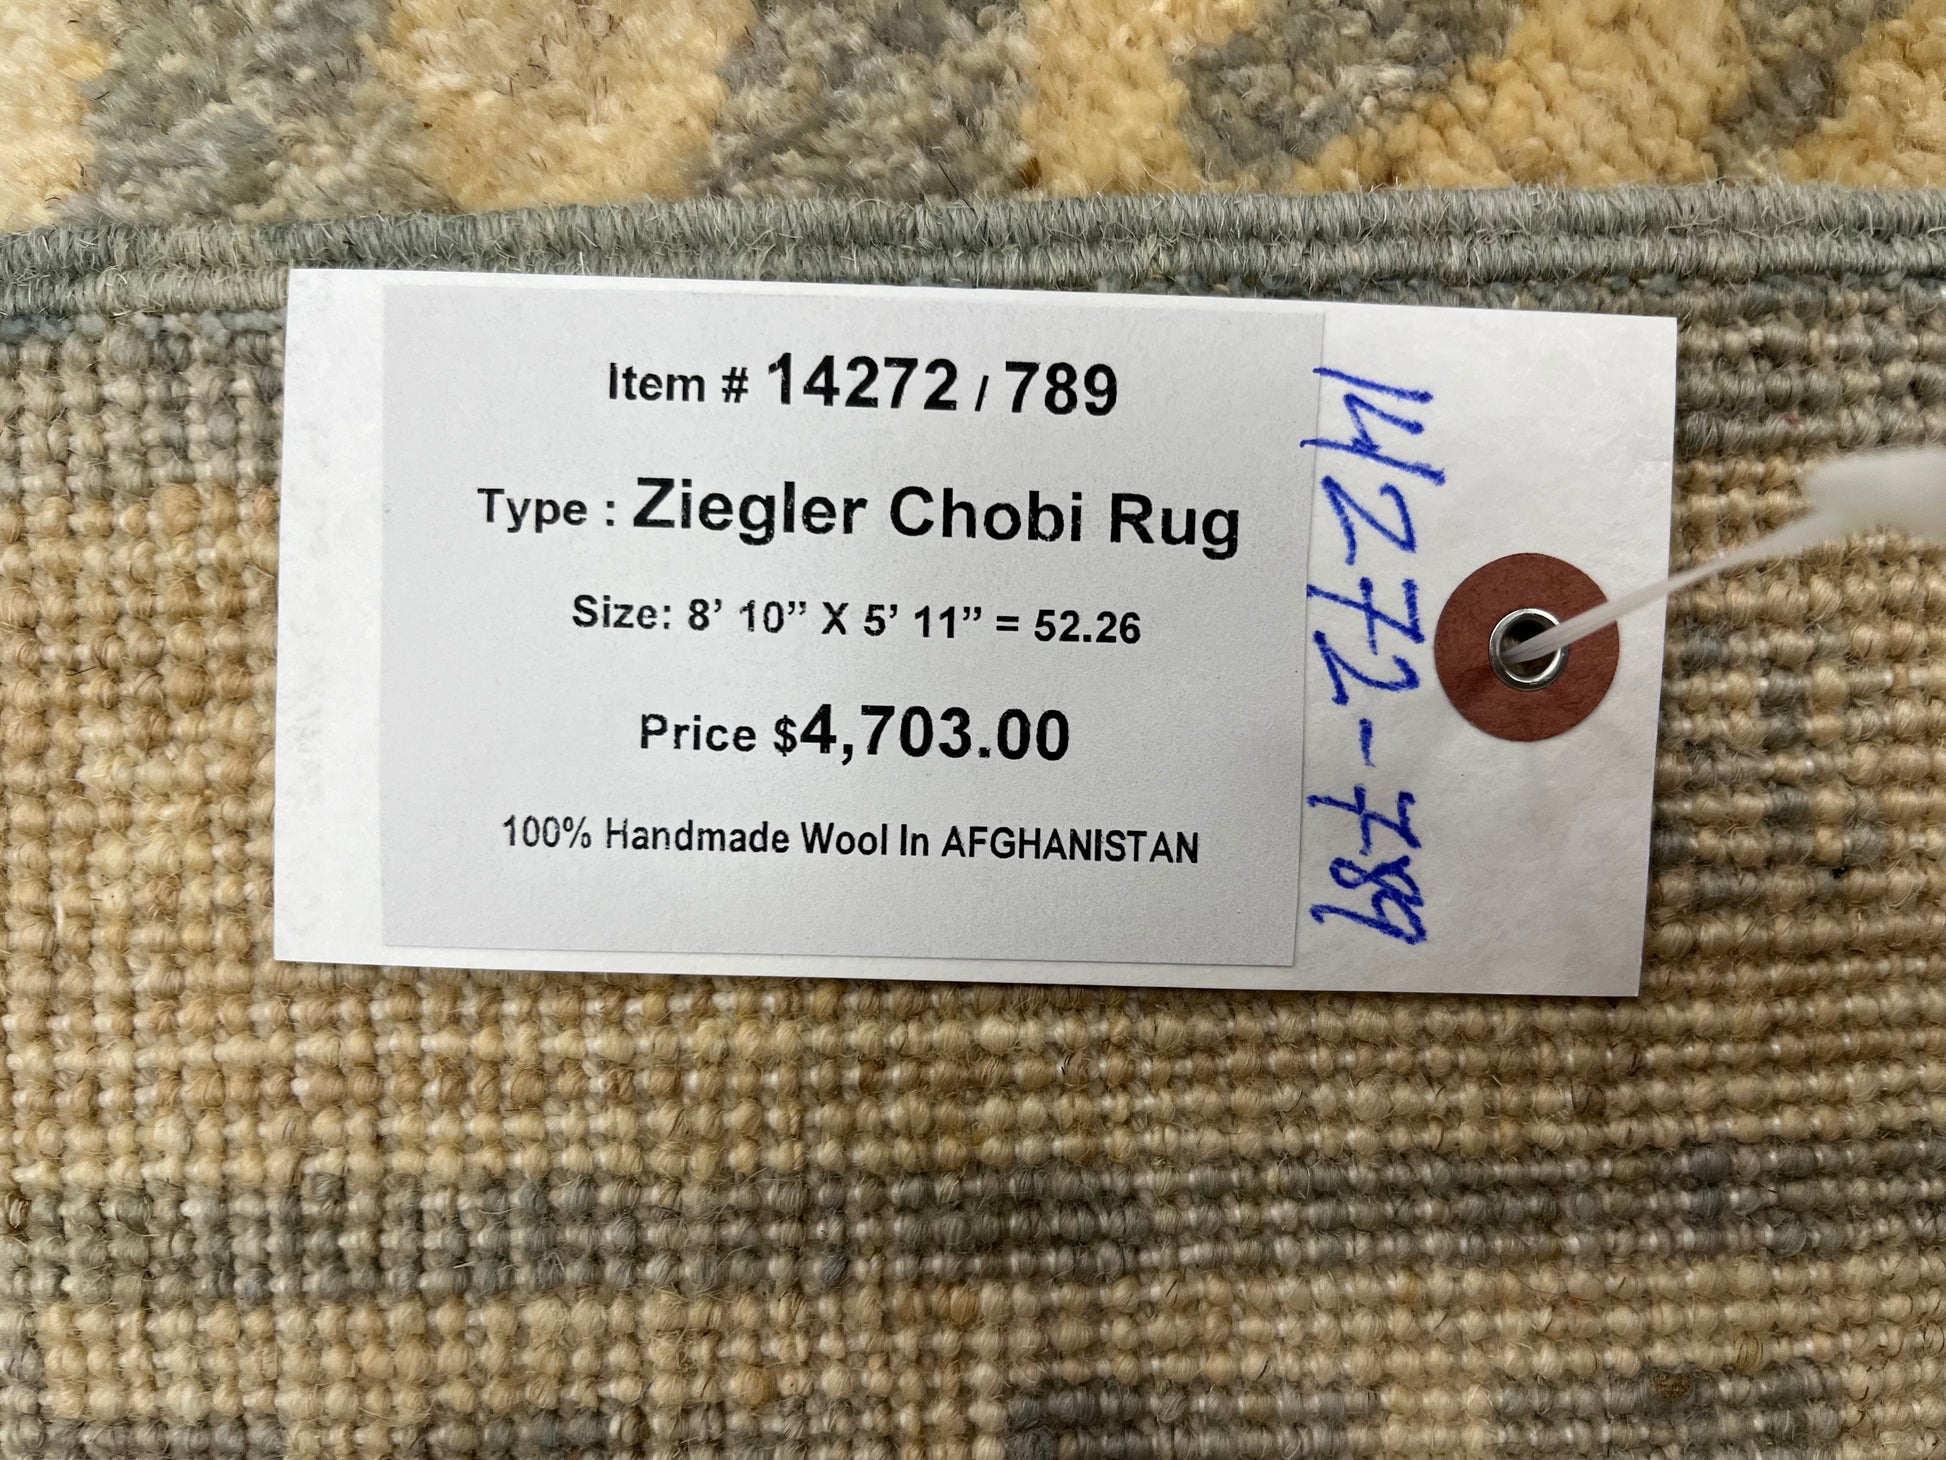 Item # 14272 / 789
Type : Ziegler Chobi Rug
Size: 8’ 10” X 5’ 11” = 52.26
Price $4,703.00
100% Handmade Wool In AFGHANISTAN
14272-789